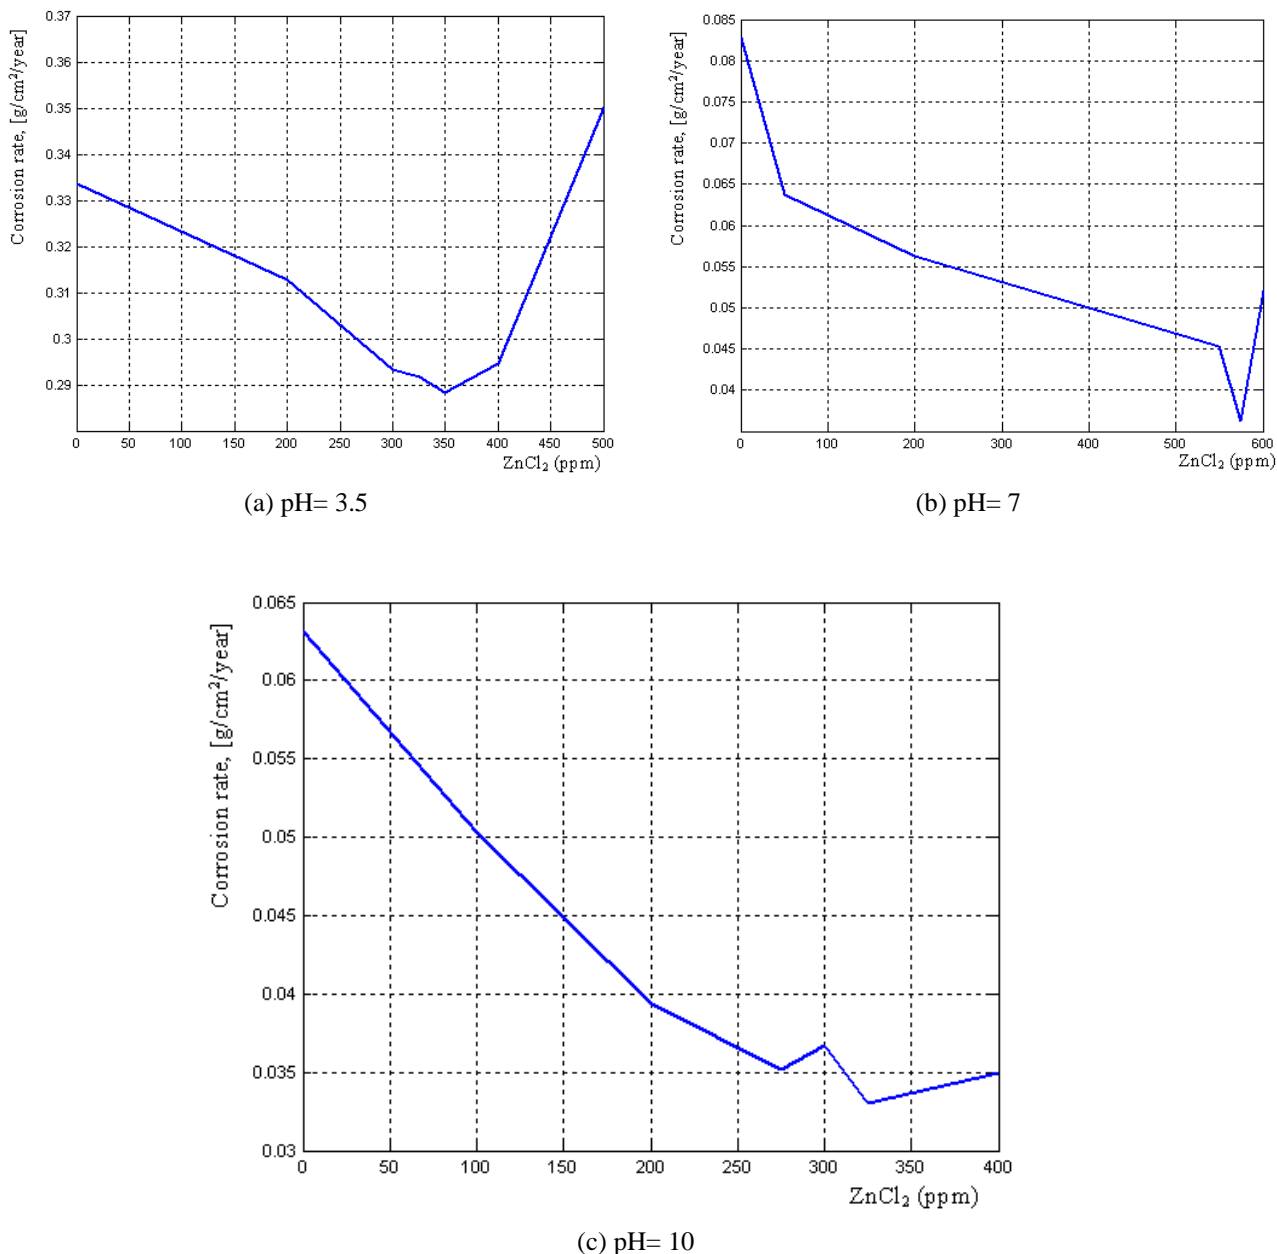 Corrosion rate, [g/cm²/year]
0.37
0.36
0.35
0.34
0.33
0.32
0.31
0.3
0.29
0 50 100 150 200 250 300 350 400 450 500
ZnCl₂ (ppm)
(a) pH= 3.5
Corrosion rate, [g/cm²/year]
0.085
0.08
0.075
0.07
0.065
0.06
0.055
0.05
0.045
0.04
0 100 200 300 400 500 600
ZnCl₂ (ppm)
(b) pH= 7
Corrosion rate, [g/cm²/year]
0.065
0.06
0.055
0.05
0.045
0.04
0.035
0.03
0 50 100 150 200 250 300 350 400
ZnCl₂ (ppm)
(c) pH= 10